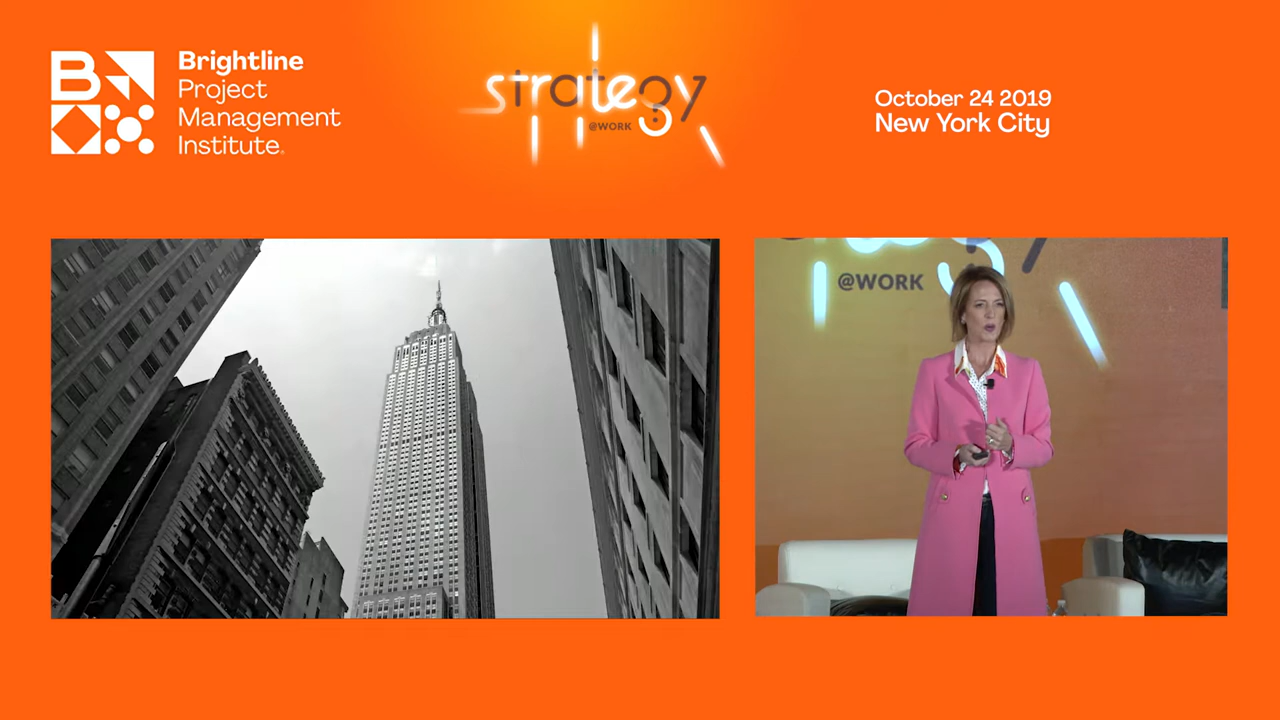 Brightline
Project
Management
Institute.
strategy
@WORK
October 24 2019
New York City
@WORK